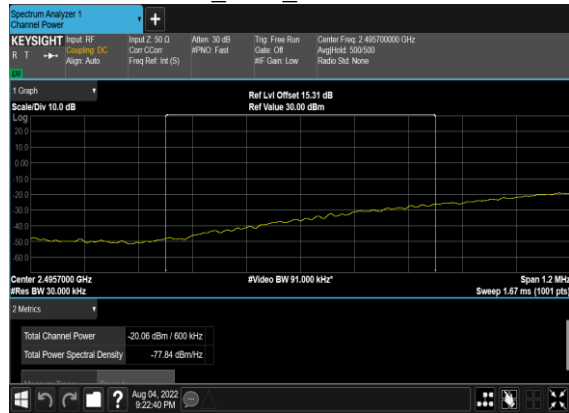 Spectrum Analyzer 1
Channel Power
KEYSIGHT
R T
Input: RF
Coupling: DC
Align: Auto
Input Z: 50 Ω
Corr CCorr
Freq Ref: Int (S)
Atten: 30 dB
#PNO: Fast
Trig: Free Run
Gate: Off
#IF Gain: Low
Center Freq: 2.495700000 GHz
Avg|Hold: 500/500
Radio Std: None
1 Graph
Scale/Div 10.0 dB
Ref Lvl Offset 15.31 dB
Ref Value 30.00 dBm
Log
20.0
10.0
0.00
-10.0
-20.0
-30.0
-40.0
-50.0
-60.0
Center 2.4957000 GHz
#Res BW 30.000 kHz
#Video BW 91.000 kHz*
Span 1.2 MHz
Sweep 1.67 ms (1001 pts)
2 Metrics
Total Channel Power -20.06 dBm / 600 kHz
Total Power Spectral Density -77.84 dBm/Hz
?
Aug 04, 2022
9:22:40 PM